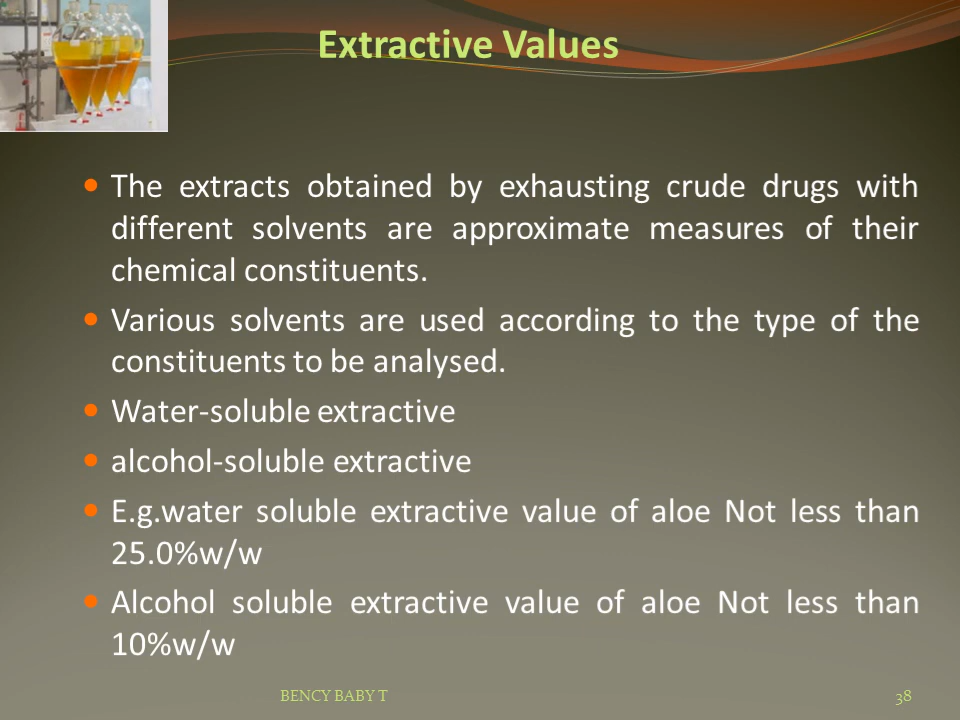 Extractive Values
The extracts obtained by exhausting crude drugs with
different solvents are approximate measures of their
chemical constituents.
Various solvents are used according to the type of the
constituents to be analysed.
Water-soluble extractive
alcohol-soluble extractive
E.g.water soluble extractive value of aloe Not less than
25.0%w/w
Alcohol soluble extractive value of aloe Not less than
10%w/w
BENCY BABY T
38